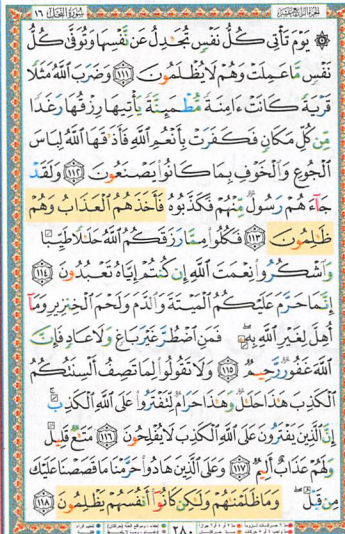 الجزء الرابع عشر سورة النحل ١٦
۞ يَوْمَ تَأْتِي كُلُّ نَفْسٍ تُجَـٰدِلُ عَن نَّفْسِهَا وَتُوَفَّىٰ كُلُّ
نَفْسٍ مَّا عَمِلَتْ وَهُمْ لَا يُظْلَمُونَ ١١١ وَضَرَبَ ٱللَّهُ مَثَلًا
قَرْيَةً كَانَتْ ءَامِنَةً مُّطْمَئِنَّةً يَأْتِيهَا رِزْقُهَا رَغَدًا
مِّن كُلِّ مَكَانٍ فَكَفَرَتْ بِأَنْعُمِ ٱللَّهِ فَأَذَٰقَهَا ٱللَّهُ لِبَاسَ
ٱلْجُوعِ وَٱلْخَوْفِ بِمَا كَانُوا۟ يَصْنَعُونَ ١١٢ وَلَقَدْ
جَآءَهُمْ رَسُولٌ مِّنْهُمْ فَكَذَّبُوهُ فَأَخَذَهُمُ ٱلْعَذَابُ وَهُمْ
ظَـٰلِمُونَ ١١٣ فَكُلُوا۟ مِمَّا رَزَقَكُمُ ٱللَّهُ حَلَـٰلًا طَيِّبًا
وَٱشْكُرُوا۟ نِعْمَتَ ٱللَّهِ إِن كُنتُمْ إِيَّاهُ تَعْبُدُونَ ١١٤
إِنَّمَا حَرَّمَ عَلَيْكُمُ ٱلْمَيْتَةَ وَٱلدَّمَ وَلَحْمَ ٱلْخِنزِيرِ وَمَآ
أُهِلَّ لِغَيْرِ ٱللَّهِ بِهِۦ فَمَنِ ٱضْطُرَّ غَيْرَ بَاغٍ وَلَا عَادٍ فَإِنَّ
ٱللَّهَ غَفُورٌ رَّحِيمٌ ١١٥ وَلَا تَقُولُوا۟ لِمَا تَصِفُ أَلْسِنَتُكُمُ
ٱلْكَذِبَ هَـٰذَا حَلَـٰلٌ وَهَـٰذَا حَرَامٌ لِّتَفْتَرُوا۟ عَلَى ٱللَّهِ ٱلْكَذِبَ
إِنَّ ٱلَّذِينَ يَفْتَرُونَ عَلَى ٱللَّهِ ٱلْكَذِبَ لَا يُفْلِحُونَ ١١٦ مَتَـٰعٌ قَلِيلٌ
وَلَهُمْ عَذَابٌ أَلِيمٌ ١١٧ وَعَلَى ٱلَّذِينَ هَادُوا۟ حَرَّمْنَا مَا قَصَصْنَا عَلَيْكَ
مِن قَبْلُ وَمَا ظَلَمْنَـٰهُمْ وَلَـٰكِن كَانُوٓا۟ أَنفُسَهُمْ يَظْلِمُونَ ١١٨
٢٨٠